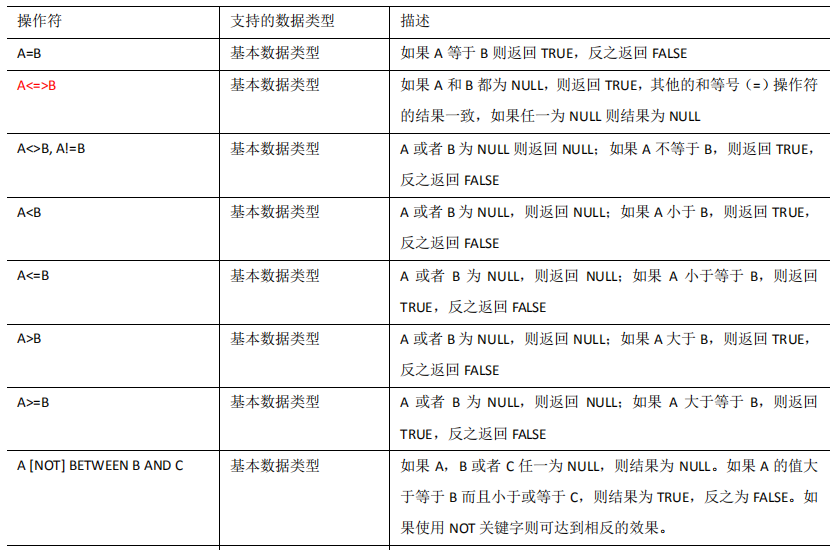 操作符 支持的数据类型 描述
A=B 基本数据类型 如果 A 等于 B 则返回 TRUE，反之返回 FALSE
A<=>B 基本数据类型 如果 A 和 B 都为 NULL，则返回 TRUE，其他的和等号（=）操作符
的结果一致，如果任一为 NULL 则结果为 NULL
A<>B, A!=B 基本数据类型 A 或者 B 为 NULL 则返回 NULL；如果 A 不等于 B，则返回 TRUE，
反之返回 FALSE
A<B 基本数据类型 A 或者 B 为 NULL，则返回 NULL；如果 A 小于 B，则返回 TRUE，
反之返回 FALSE
A<=B 基本数据类型 A 或者 B 为 NULL，则返回 NULL；如果 A 小于等于 B，则返回
TRUE，反之返回 FALSE
A>B 基本数据类型 A 或者 B 为 NULL，则返回 NULL；如果 A 大于 B，则返回 TRUE，
反之返回 FALSE
A>=B 基本数据类型 A 或者 B 为 NULL，则返回 NULL；如果 A 大于等于 B，则返回
TRUE，反之返回 FALSE
A [NOT] BETWEEN B AND C 基本数据类型 如果 A，B 或者 C 任一为 NULL，则结果为 NULL。如果 A 的值大
于等于 B 而且小于或等于 C，则结果为 TRUE，反之为 FALSE。如
果使用 NOT 关键字则可达到相反的效果。